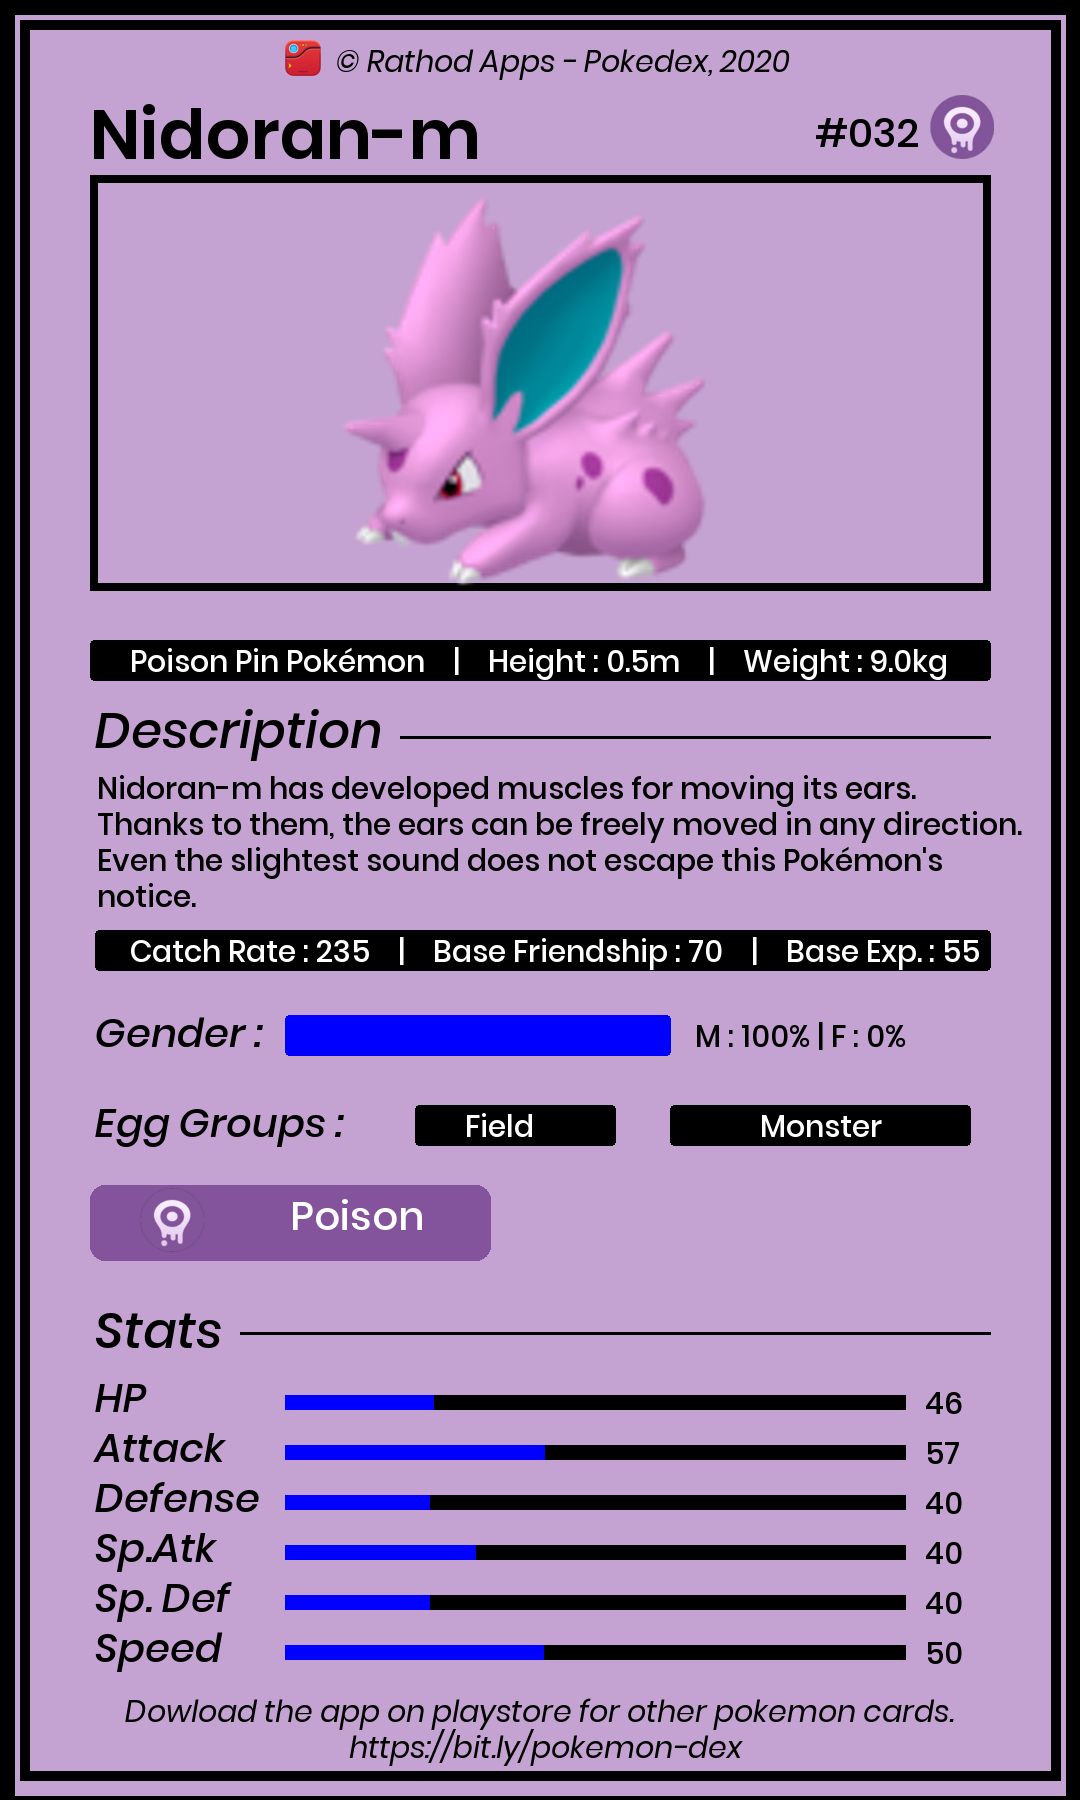 © Rathod Apps - Pokedex, 2020
Nidoran-m #032
Poison Pin Pokémon | Height : 0.5m | Weight : 9.0kg
Description
Nidoran-m has developed muscles for moving its ears.
Thanks to them, the ears can be freely moved in any direction.
Even the slightest sound does not escape this Pokémon's
notice.
Catch Rate : 235 | Base Friendship : 70 | Base Exp. : 55
Gender : M : 100% | F : 0%
Egg Groups : Field Monster
Poison
Stats
HP 46
Attack 57
Defense 40
Sp.Atk 40
Sp. Def 40
Speed 50
Dowload the app on playstore for other pokemon cards.
https://bit.ly/pokemon-dex